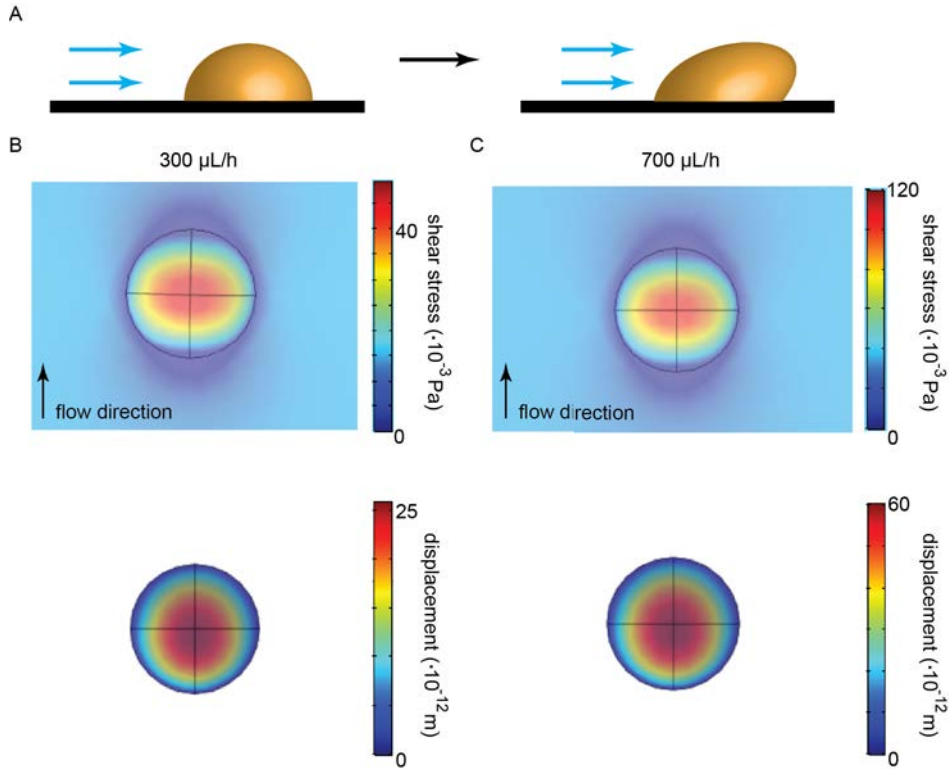 A
B
300 µL/h
40
0
shear stress (·10⁻³ Pa)
flow direction
C
700 µL/h
120
0
shear stress (·10⁻³ Pa)
flow direction
25
0
displacement (·10⁻¹² m)
60
0
displacement (·10⁻¹² m)